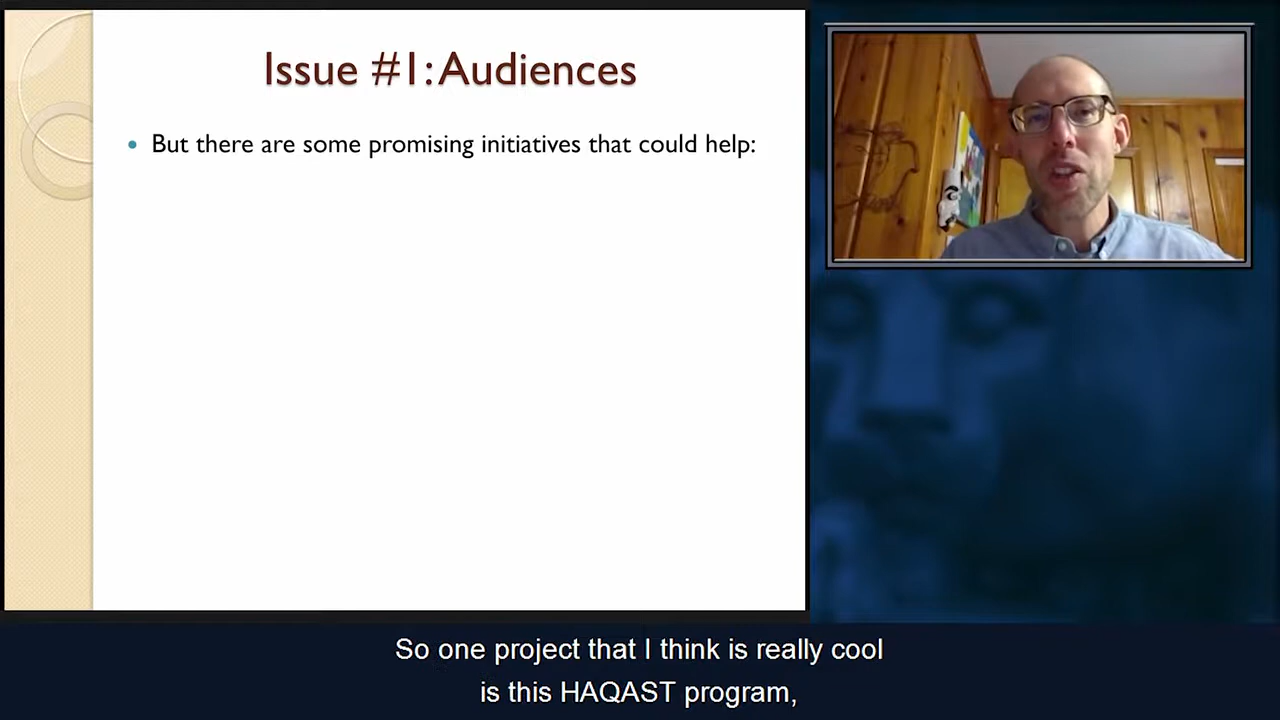 Issue #1: Audiences
But there are some promising initiatives that could help:
So one project that I think is really cool
is this HAQAST program,